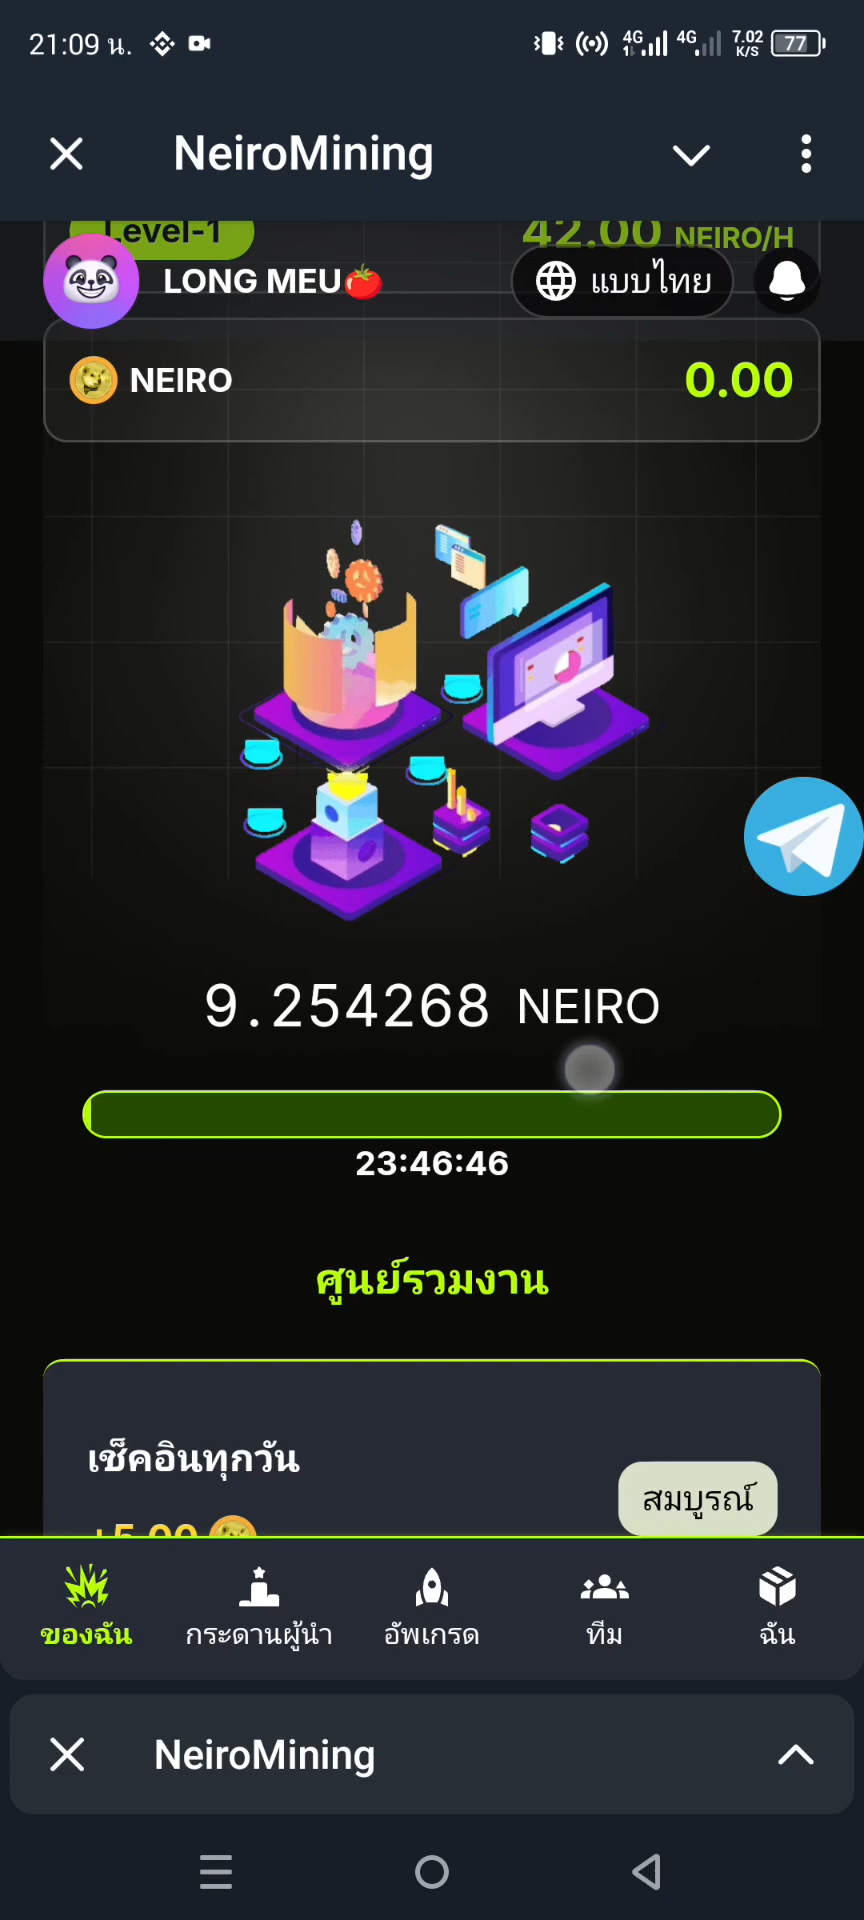 21:09 น.
4G 4G 7.02 K/S 77
NeiroMining
Level-1
42.00 NEIRO/H
LONG MEU
แบบไทย
NEIRO
0.00
9.254268 NEIRO
23:46:46
ศูนย์รวมงาน
เช็คอินทุกวัน
สมบูรณ์
+5.00
ของฉัน
กระดานผู้นำ
อัพเกรด
ทีม
ฉัน
NeiroMining